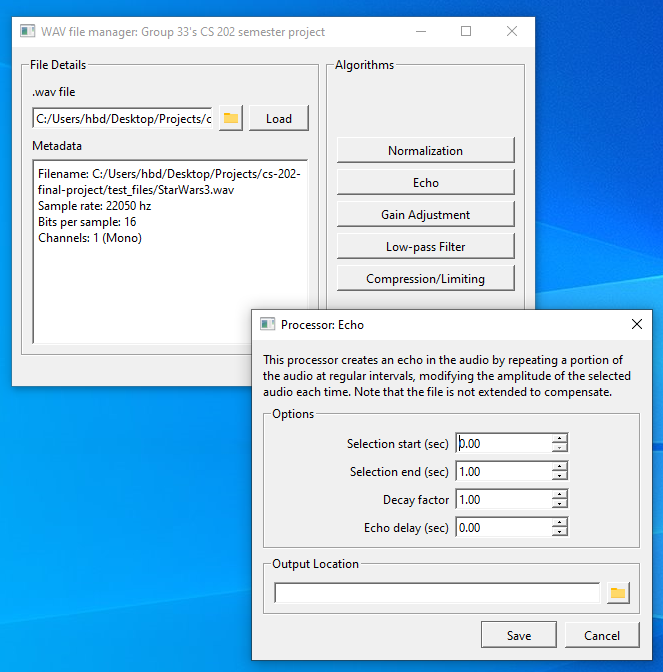 WAV file manager: Group 33's CS 202 semester project
File Details
.wav file
C:/Users/hbd/Desktop/Projects/c
Load
Metadata
Filename: C:/Users/hbd/Desktop/Projects/cs-202-
final-project/test_files/StarWars3.wav
Sample rate: 22050 hz
Bits per sample: 16
Channels: 1 (Mono)
Algorithms
Normalization
Echo
Gain Adjustment
Low-pass Filter
Compression/Limiting
Processor: Echo
This processor creates an echo in the audio by repeating a portion of
the audio at regular intervals, modifying the amplitude of the selected
audio each time. Note that the file is not extended to compensate.
Options
Selection start (sec) 0.00
Selection end (sec) 1.00
Decay factor 1.00
Echo delay (sec) 0.00
Output Location
Save Cancel